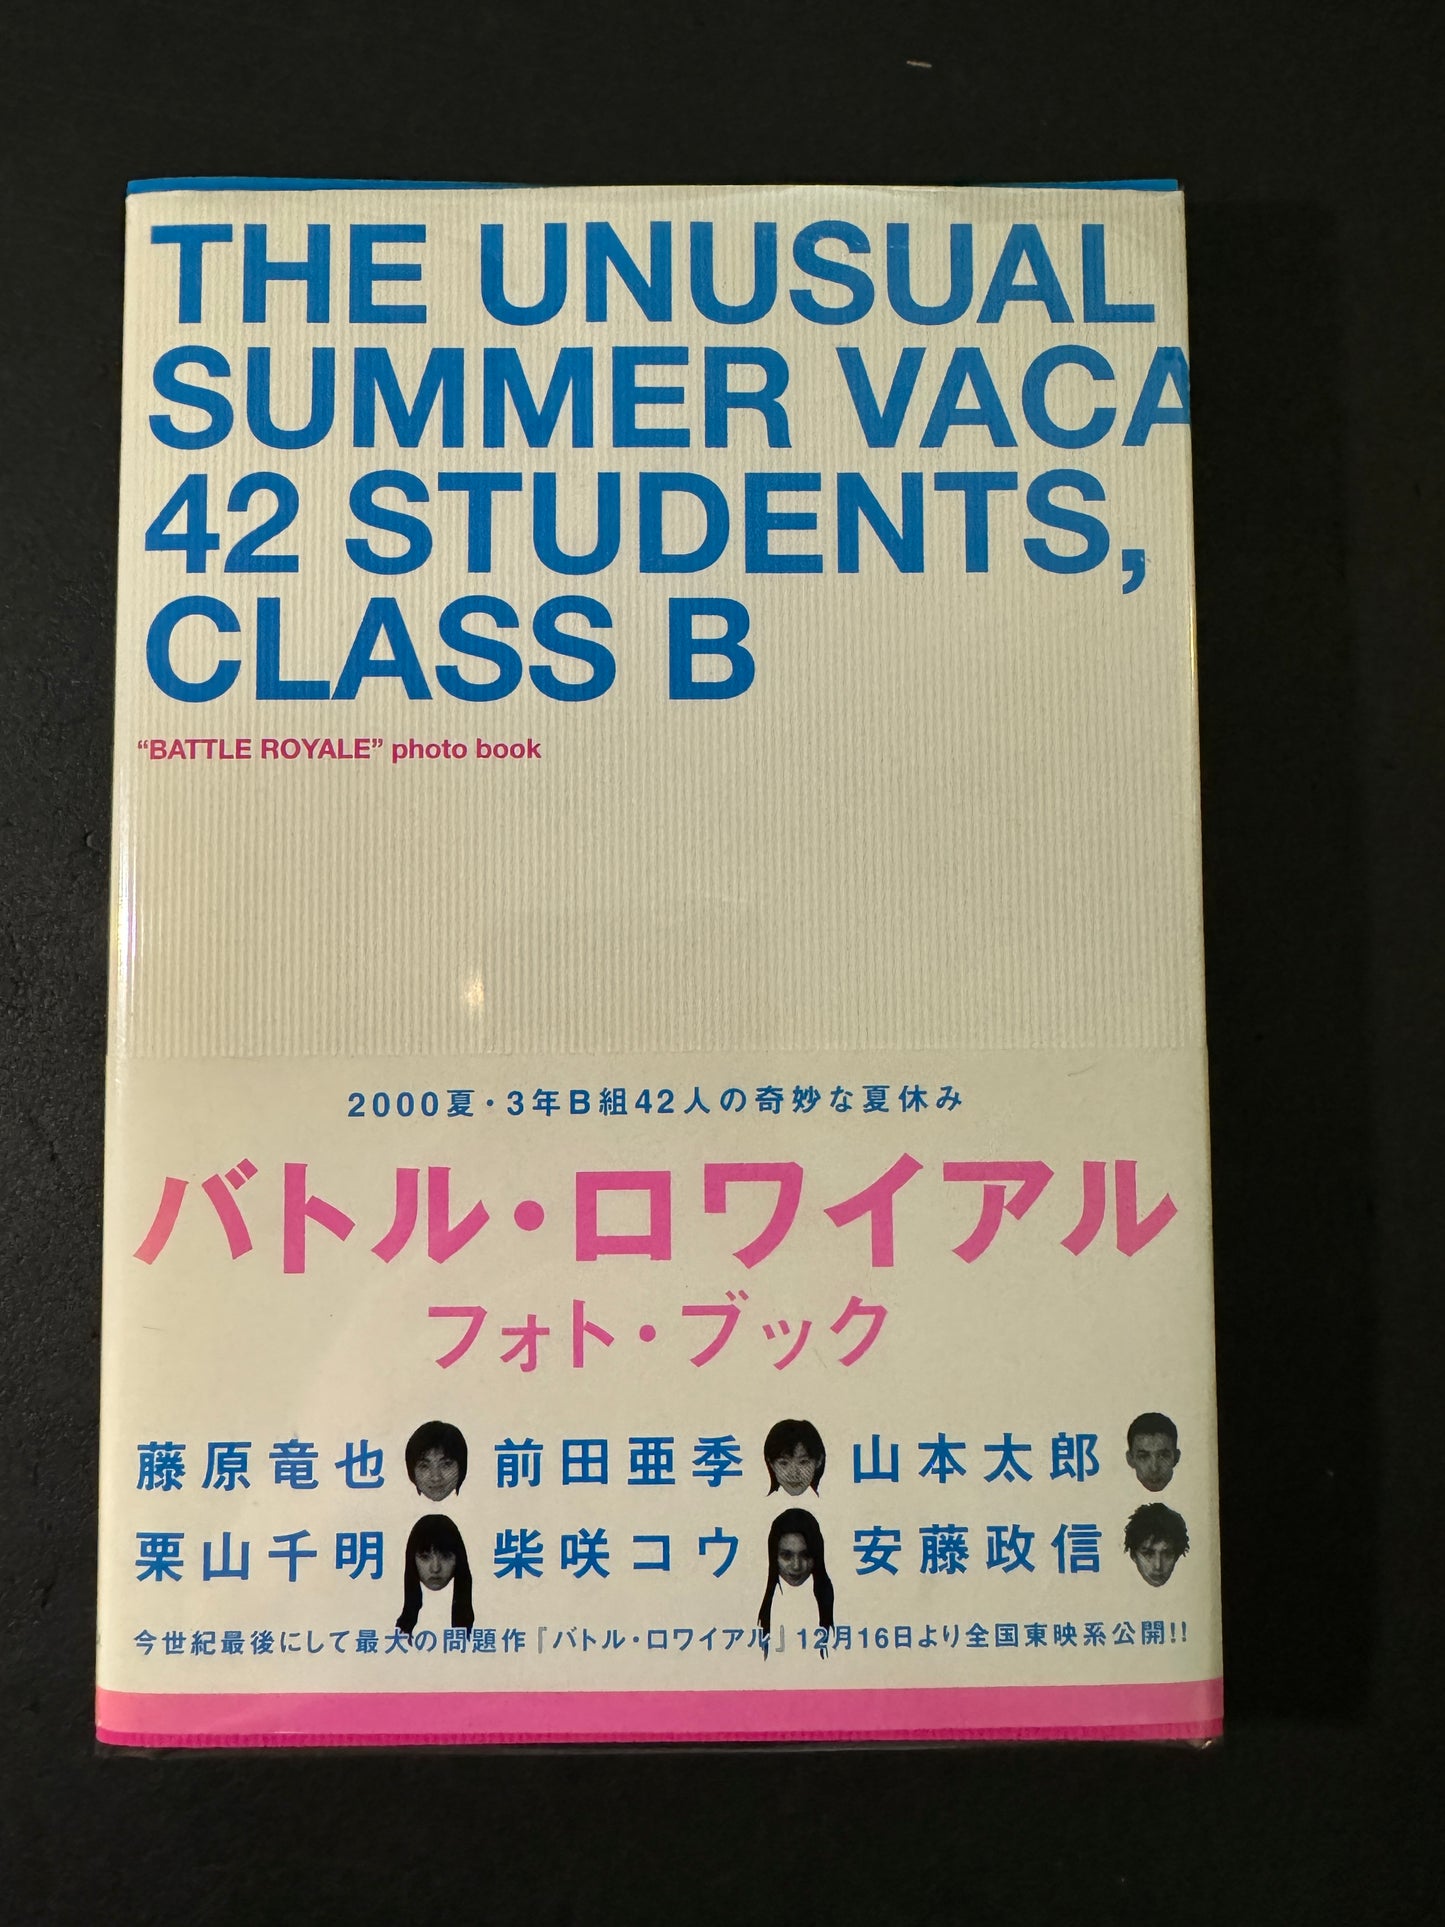 THE UNUSUAL
SUMMER VACA
42 STUDENTS,
CLASS B
“BATTLE ROYALE” photo book
2000夏・3年B組42人の奇妙な夏休み
バトル・ロワイアル
フォト・ブック
藤原竜也 前田亜季 山本太郎
栗山千明 柴咲コウ 安藤政信
今世紀最後にして最大の問題作『バトル・ロワイアル』12月16日より全国東映系公開!!